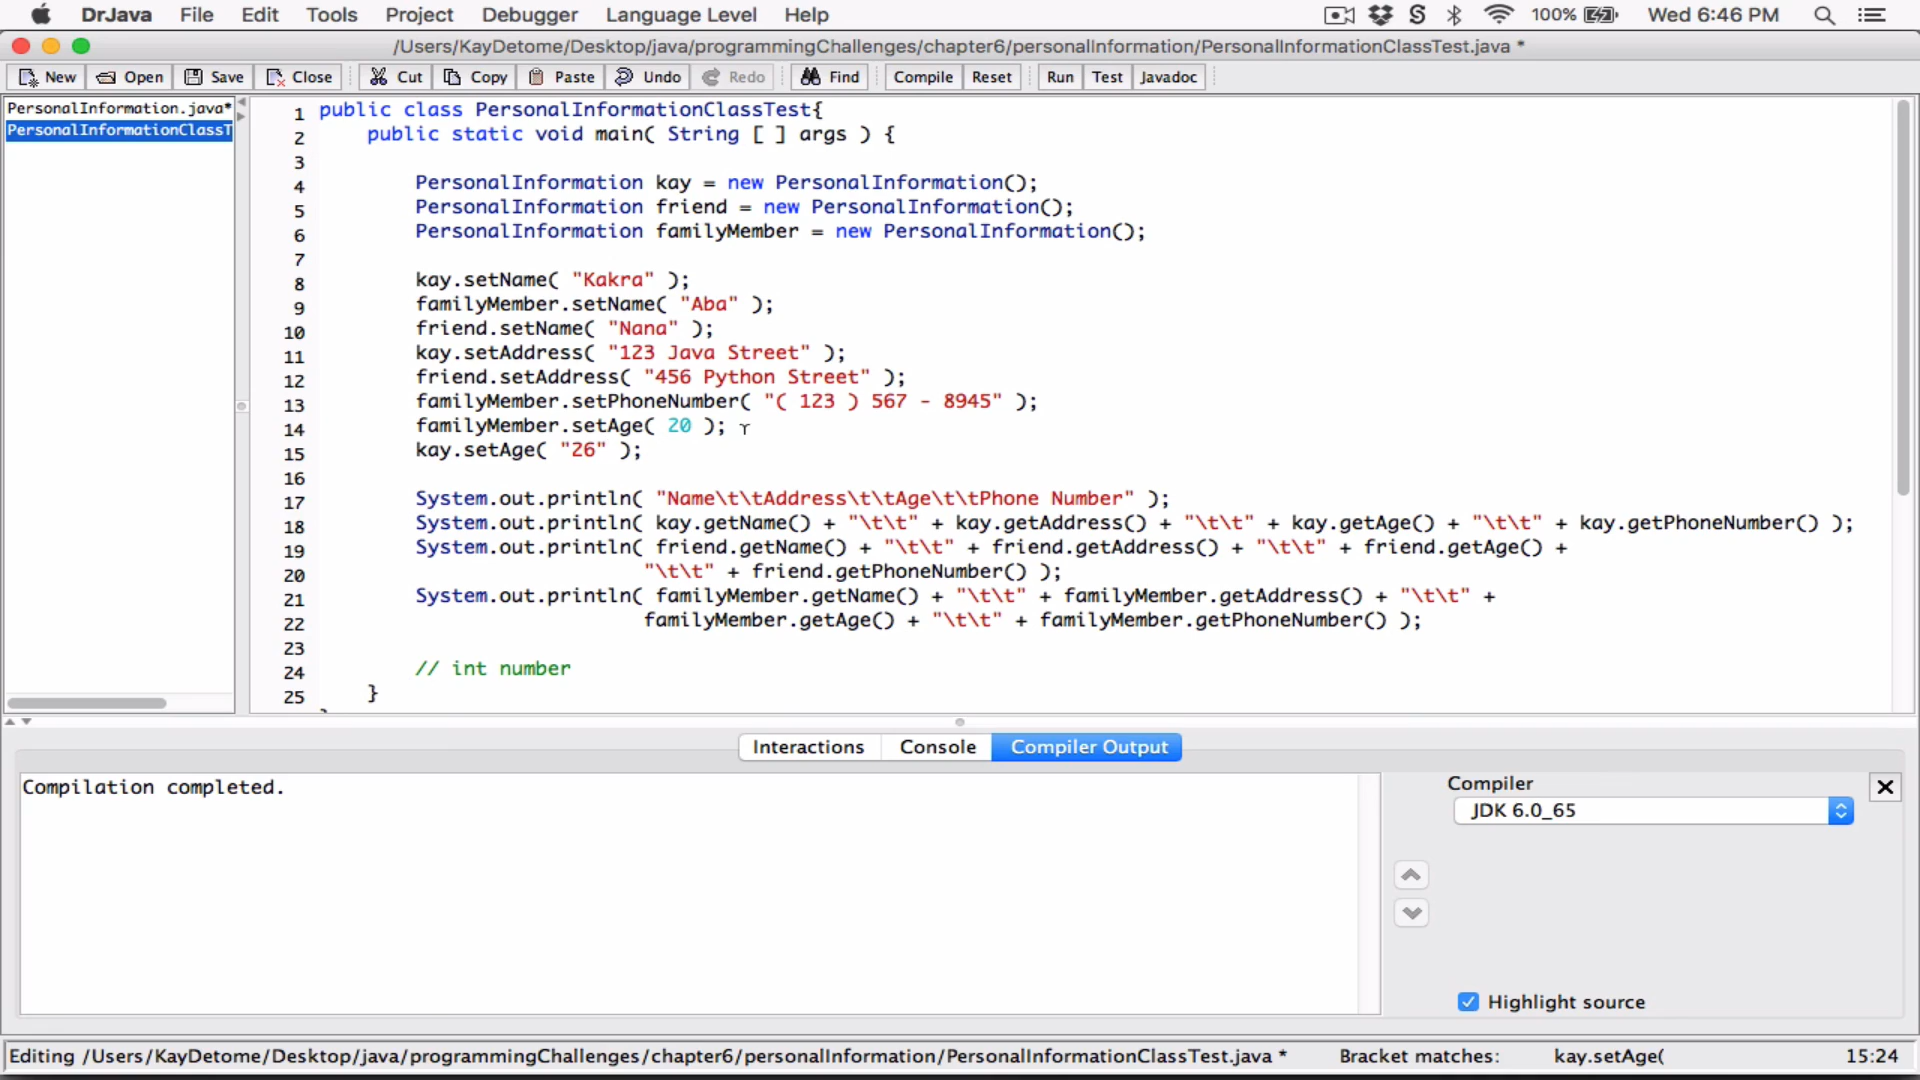 DrJava File Edit Tools Project Debugger Language Level Help 100% Wed 6:46 PM
/Users/KayDetome/Desktop/java/programmingChallenges/chapter6/personalInformation/PersonalInformationClassTest.java *
New Open Save Close Cut Copy Paste Undo Redo Find Compile Reset Run Test Javadoc
PersonalInformation.java*
PersonalInformationClassT
1 public class PersonalInformationClassTest{
2 public static void main( String [ ] args ) {
3
4 PersonalInformation kay = new PersonalInformation();
5 PersonalInformation friend = new PersonalInformation();
6 PersonalInformation familyMember = new PersonalInformation();
7
8 kay.setName( "Kakra" );
9 familyMember.setName( "Aba" );
10 friend.setName( "Nana" );
11 kay.setAddress( "123 Java Street" );
12 friend.setAddress( "456 Python Street" );
13 familyMember.setPhoneNumber( "( 123 ) 567 - 8945" );
14 familyMember.setAge( 20 );
15 kay.setAge( "26" );
16
17 System.out.println( "Name\t\tAddress\t\tAge\t\tPhone Number" );
18 System.out.println( kay.getName() + "\t\t" + kay.getAddress() + "\t\t" + kay.getAge() + "\t\t" + kay.getPhoneNumber() );
19 System.out.println( friend.getName() + "\t\t" + friend.getAddress() + "\t\t" + friend.getAge() +
20 "\t\t" + friend.getPhoneNumber() );
21 System.out.println( familyMember.getName() + "\t\t" + familyMember.getAddress() + "\t\t" +
22 familyMember.getAge() + "\t\t" + familyMember.getPhoneNumber() );
23
24 // int number
25 }
Interactions Console Compiler Output
Compilation completed.
Compiler
JDK 6.0_65
Highlight source
Editing /Users/KayDetome/Desktop/java/programmingChallenges/chapter6/personalInformation/PersonalInformationClassTest.java * Bracket matches: kay.setAge( 15:24